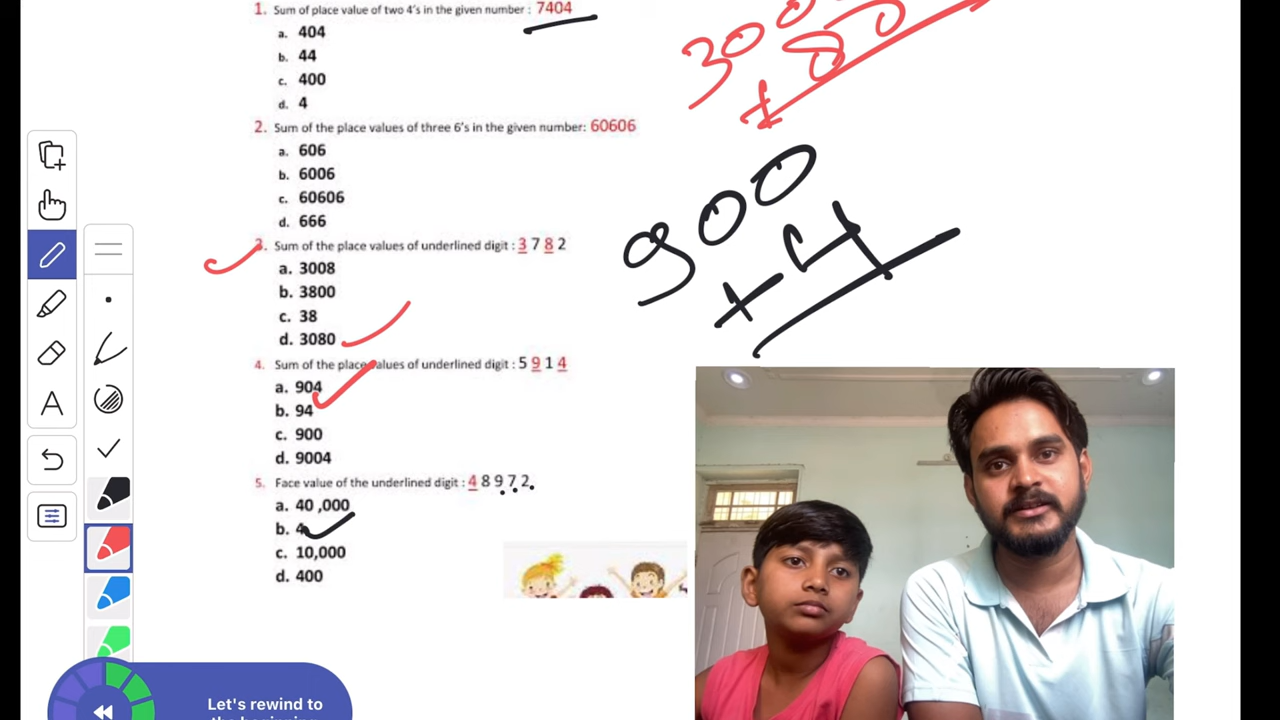 1. Sum of place value of two 4's in the given number : 7404
a. 404
b. 44
c. 400
d. 4
2. Sum of the place values of three 6's in the given number: 60606
a. 606
b. 6006
c. 60606
d. 666
3. Sum of the place values of underlined digit : 3 7 8 2
a. 3008
b. 3800
c. 38
d. 3080
4. Sum of the place values of underlined digit : 5 9 1 4
a. 904
b. 94
c. 900
d. 9004
5. Face value of the underlined digit : 4 8 9 7 2
a. 40 ,000
b. 4
c. 10,000
d. 400
+ 80
900
+ 4
A
Let's rewind to
the beginning